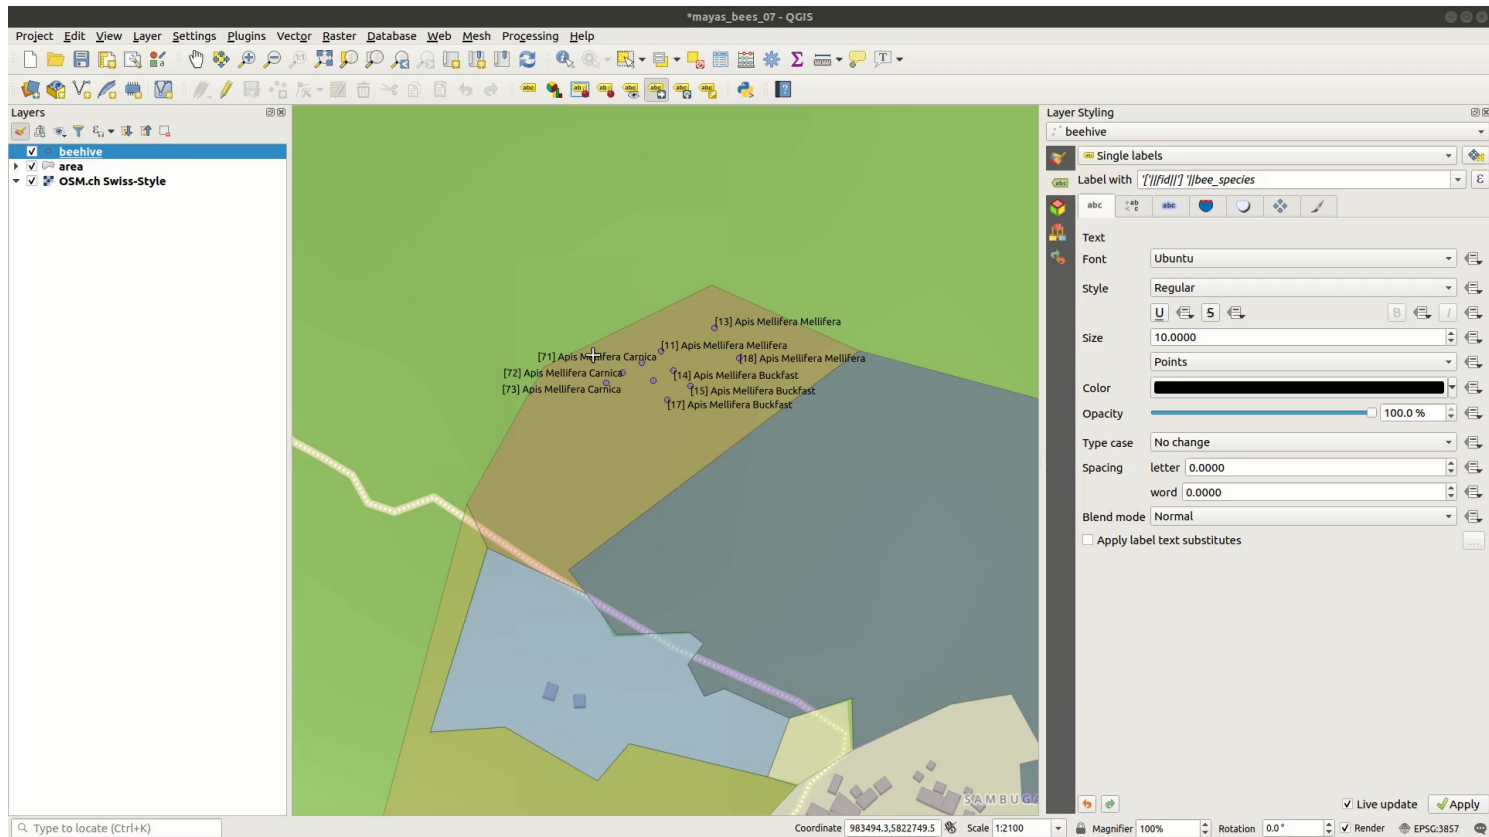 *mayas_bees_07 - QGIS
Project Edit View Layer Settings Plugins Vector Raster Database Web Mesh Processing Help
Layers
beehive
area
OSM.ch Swiss-Style
[13] Apis Mellifera Mellifera
[11] Apis Mellifera Mellifera
[71] Apis Mellifera Carnica
[18] Apis Mellifera Mellifera
[72] Apis Mellifera Carnica
[14] Apis Mellifera Buckfast
[73] Apis Mellifera Carnica
[15] Apis Mellifera Buckfast
[17] Apis Mellifera Buckfast
Layer Styling
beehive
Single labels
Label with '['||fid||'] '||bee_species
Text
Font Ubuntu
Style Regular
U S B I
Size 10.0000
Points
Color
Opacity 100.0 %
Type case No change
Spacing letter 0.0000
word 0.0000
Blend mode Normal
Apply label text substitutes
Live update Apply
Type to locate (Ctrl+K)
Coordinate 983494.3,5822749.5 Scale 1:2100 Magnifier 100% Rotation 0.0° Render EPSG:3857